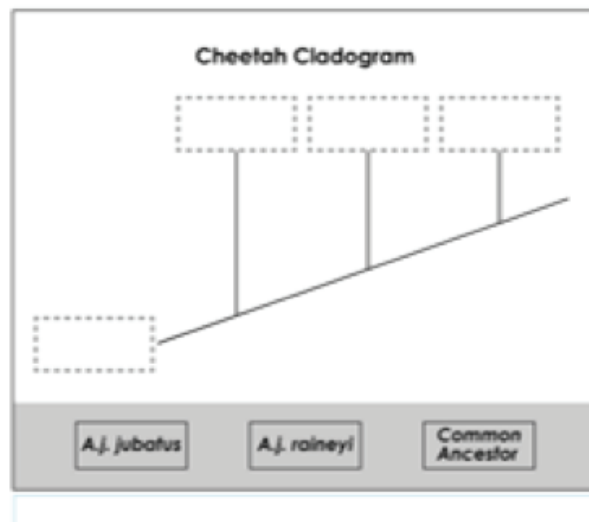 Cheetah Cladogram
A.j. jubatus
A.j. raineyi
Common
Ancestor